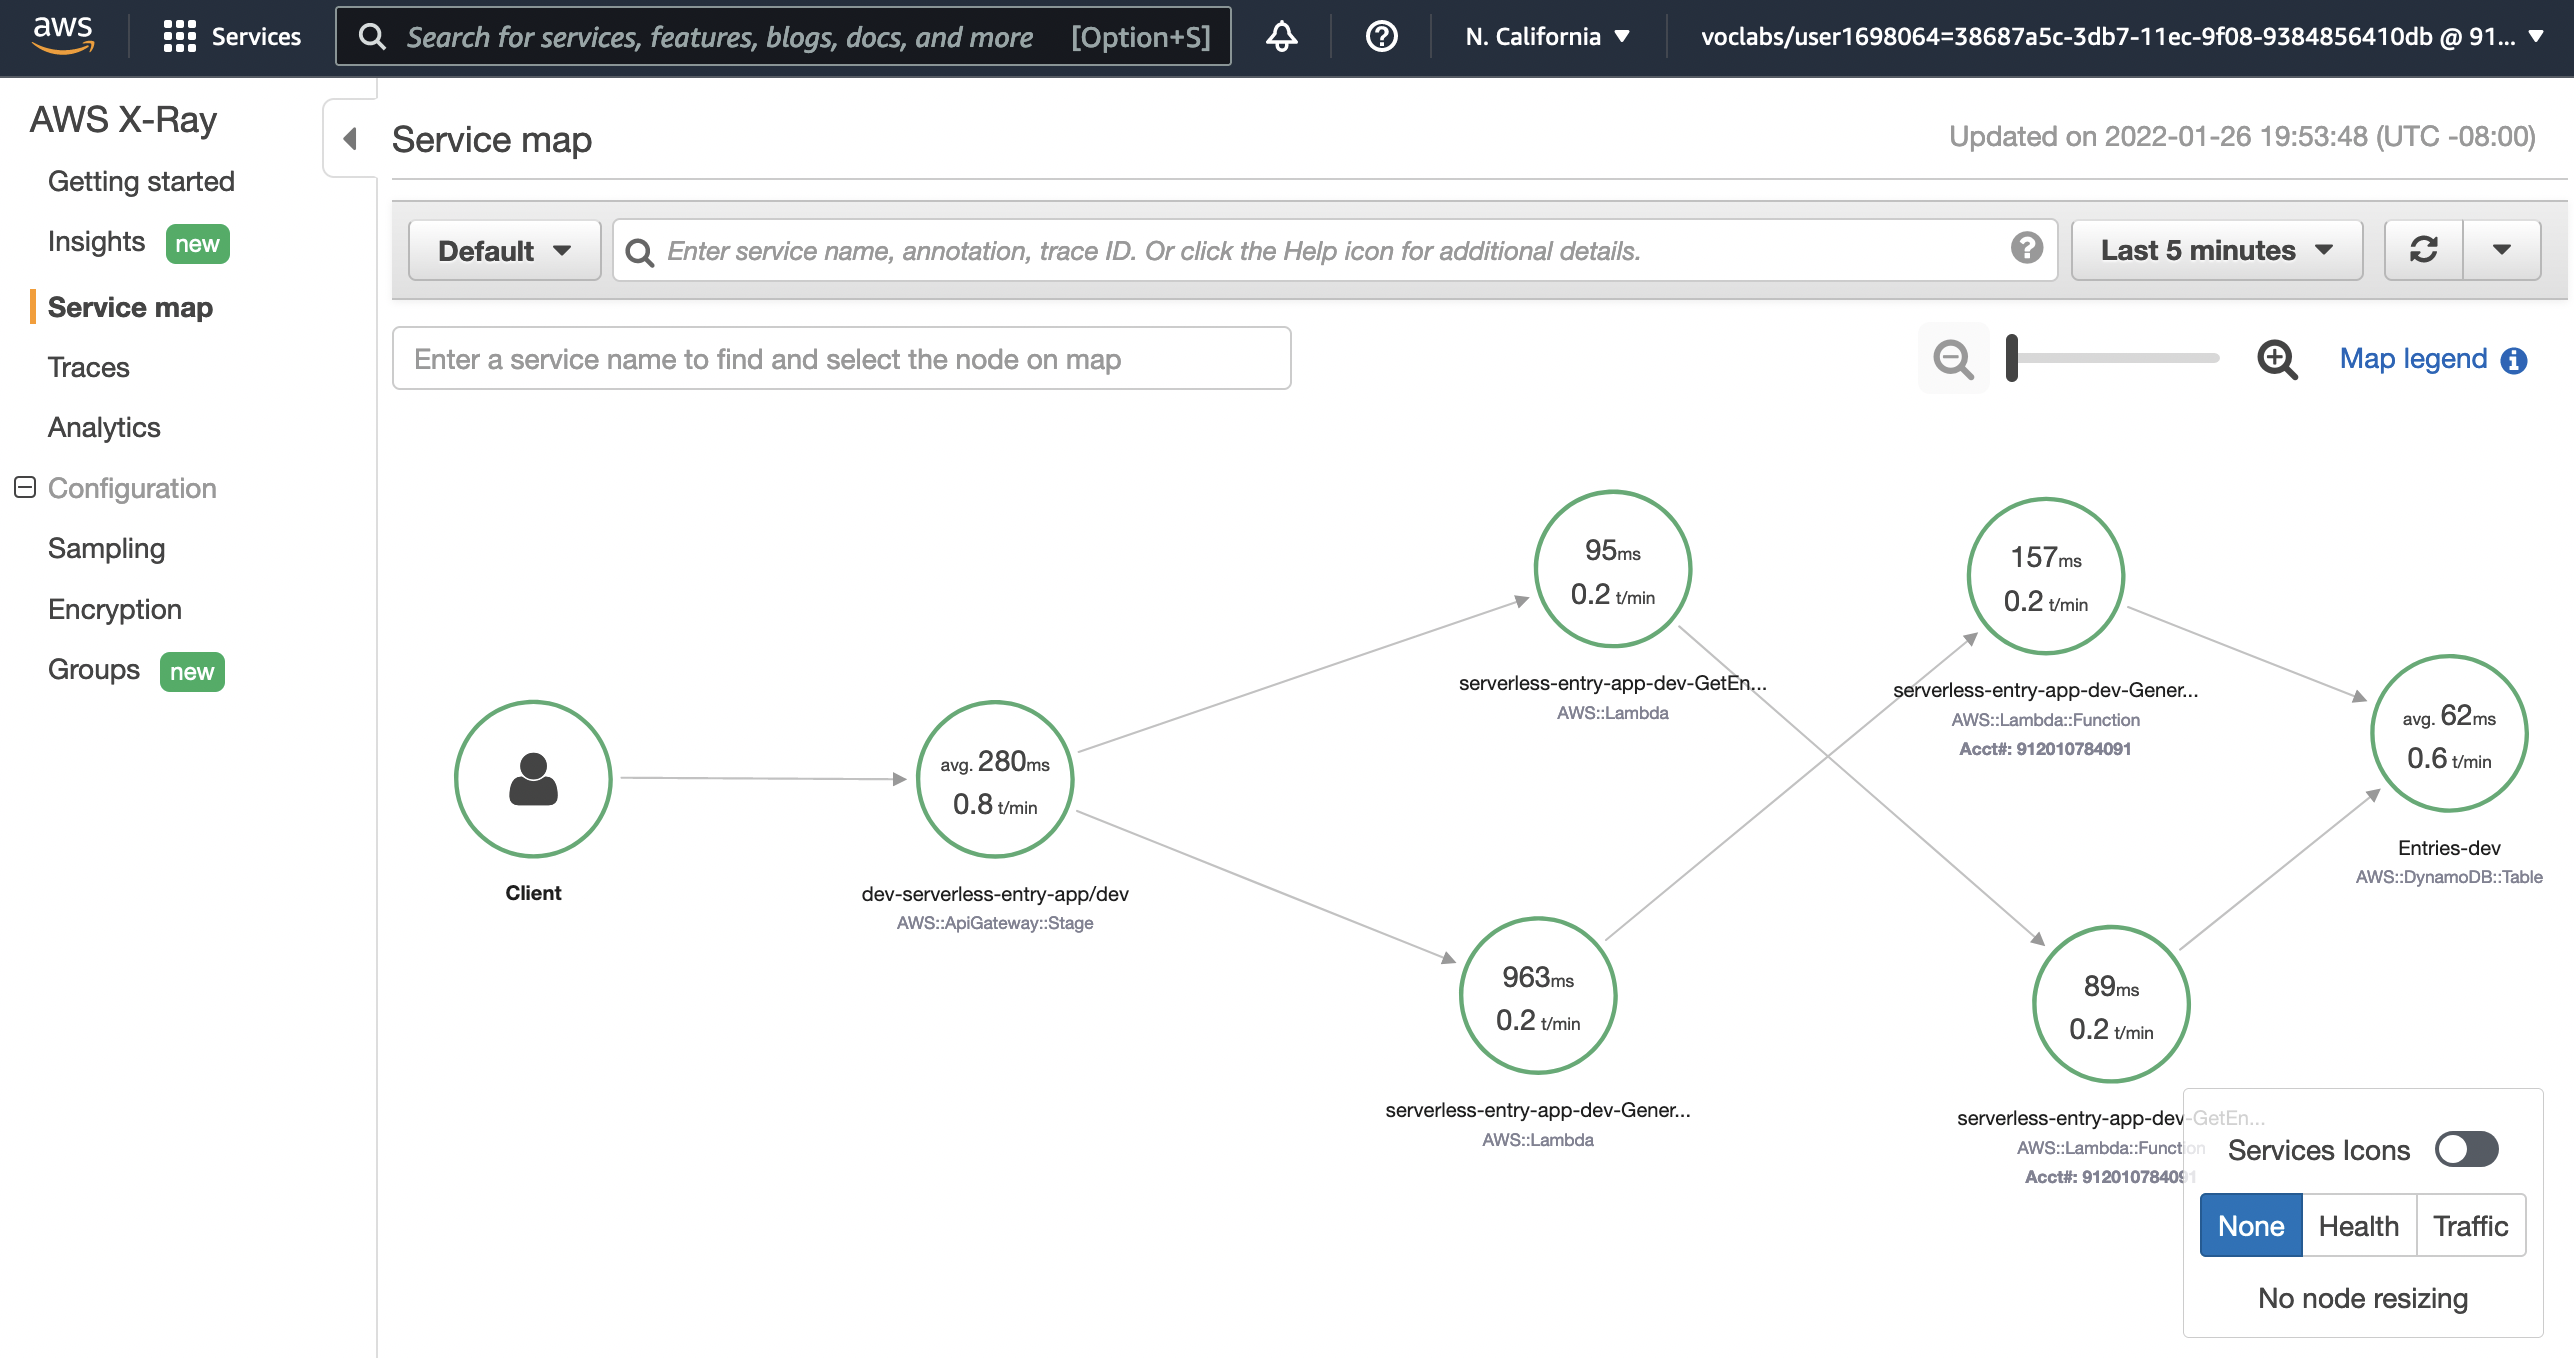 aws
Services
Search for services, features, blogs, docs, and more [Option+S]
N. California
voclabs/user1698064=38687a5c-3db7-11ec-9f08-9384856410db @ 91...
AWS X-Ray
Getting started
Insights new
Service map
Traces
Analytics
Configuration
Sampling
Encryption
Groups new
Service map
Updated on 2022-01-26 19:53:48 (UTC -08:00)
Default
Enter service name, annotation, trace ID. Or click the Help icon for additional details.
Last 5 minutes
Enter a service name to find and select the node on map
Map legend
Client
avg. 280ms
0.8 t/min
dev-serverless-entry-app/dev
AWS::ApiGateway::Stage
95ms
0.2 t/min
serverless-entry-app-dev-GetEn...
AWS::Lambda
963ms
0.2 t/min
serverless-entry-app-dev-Gener...
AWS::Lambda
157ms
0.2 t/min
serverless-entry-app-dev-Gener...
AWS::Lambda::Function
Acct#: 912010784091
89ms
0.2 t/min
serverless-entry-app-dev-GetEn...
AWS::Lambda::Function
Acct#: 912010784091
avg. 62ms
0.6 t/min
Entries-dev
AWS::DynamoDB::Table
Services Icons
None Health Traffic
No node resizing